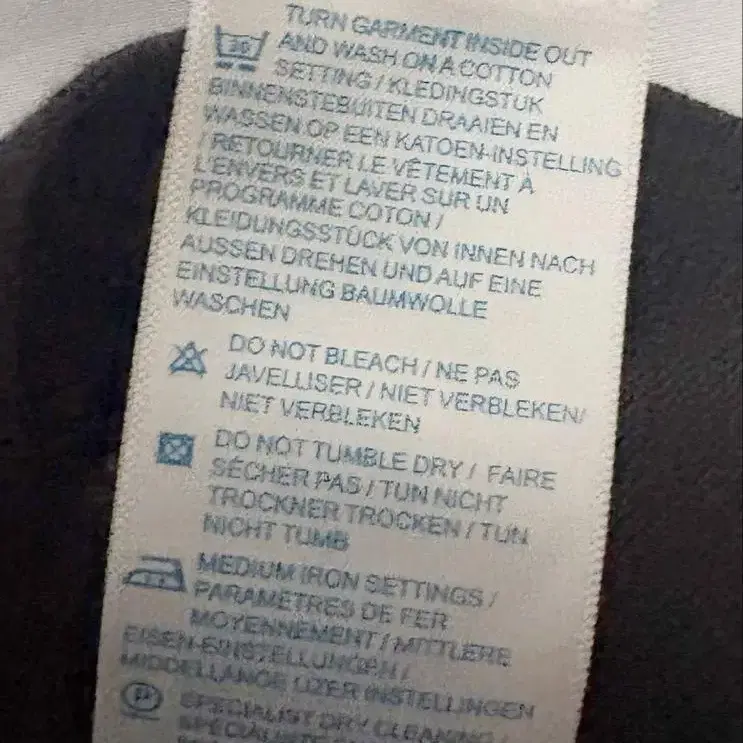 TURN GARMENT INSIDE OUT
30 AND WASH ON A COTTON
SETTING / KLEDINGSTUK
BINNENSTEBUITEN DRAAIEN EN
WASSEN OP EEN KATOEN-INSTELLING
/ RETOURNER LE VÊTEMENT À
L'ENVERS ET LAVER SUR UN
PROGRAMME COTON /
KLEIDUNGSSTÜCK VON INNEN NACH
AUSSEN DREHEN UND AUF EINE
EINSTELLUNG BAUMWOLLE
WASCHEN
DO NOT BLEACH / NE PAS
JAVELLISER / NIET VERBLEKEN/
NIET VERBLEKEN
DO NOT TUMBLE DRY / FAIRE
SÉCHER PAS / TUN NICHT
TROCKNER TROCKEN / TUN
NICHT TUMB
MEDIUM IRON SETTINGS /
PARAMETRES DE FER
MOYENNEMENT / MITTLERE
EISEN-EINSTELLUNGEN /
MIDDELLANGE IJZER INSTELLINGEN
SPECIALIST DRY CLEANING /